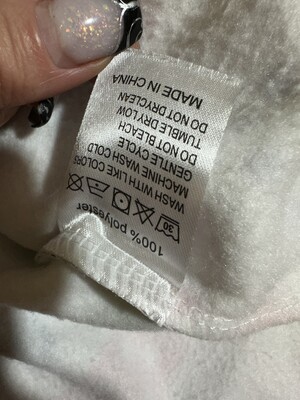 100% polyester
30
WASH WITH LIKE COLORS
MACHINE WASH COLD
GENTLE CYCLE
DO NOT BLEACH
TUMBLE DRY LOW
DO NOT DRYCLEAN
MADE IN CHINA